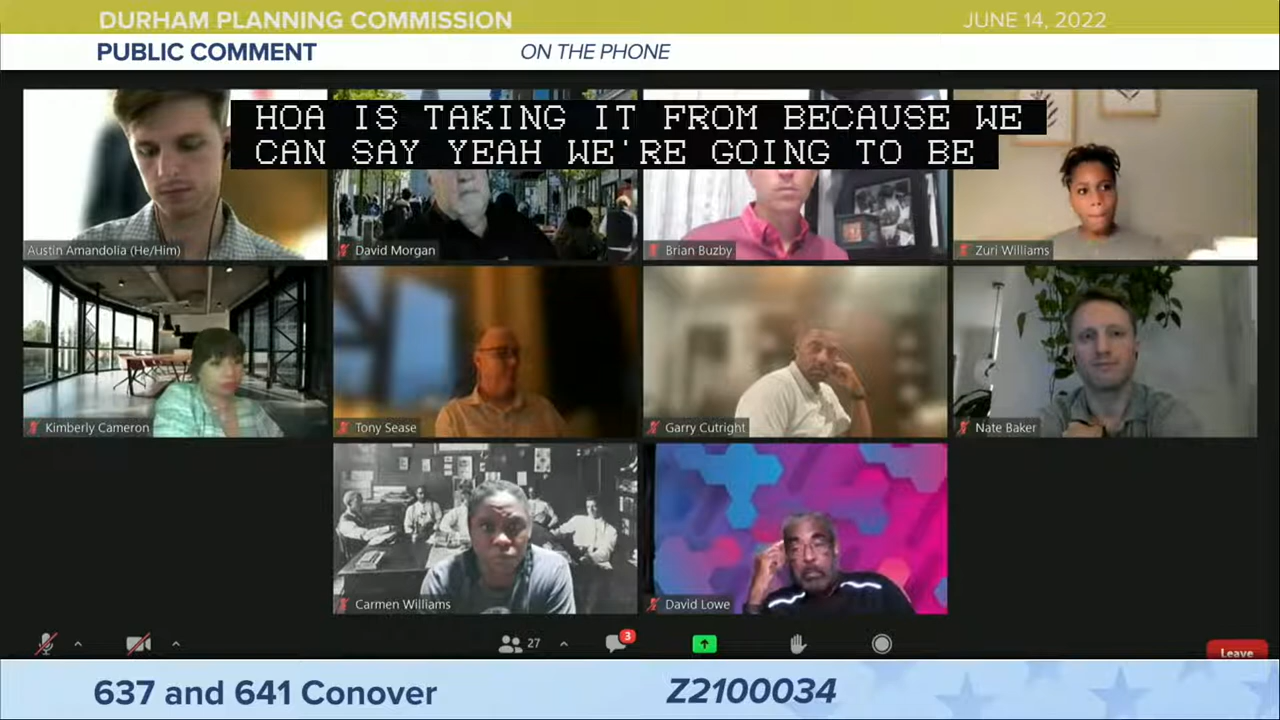 DURHAM PLANNING COMMISSION
JUNE 14, 2022
PUBLIC COMMENT
ON THE PHONE
HOA IS TAKING IT FROM BECAUSE WE
CAN SAY YEAH WE'RE GOING TO BE
Austin Amandolia (He/Him)
David Morgan
Brian Buzby
Zuri Williams
Kimberly Cameron
Tony Sease
Garry Cutright
Nate Baker
Carmen Williams
David Lowe
27
3
Leave
637 and 641 Conover
Z2100034